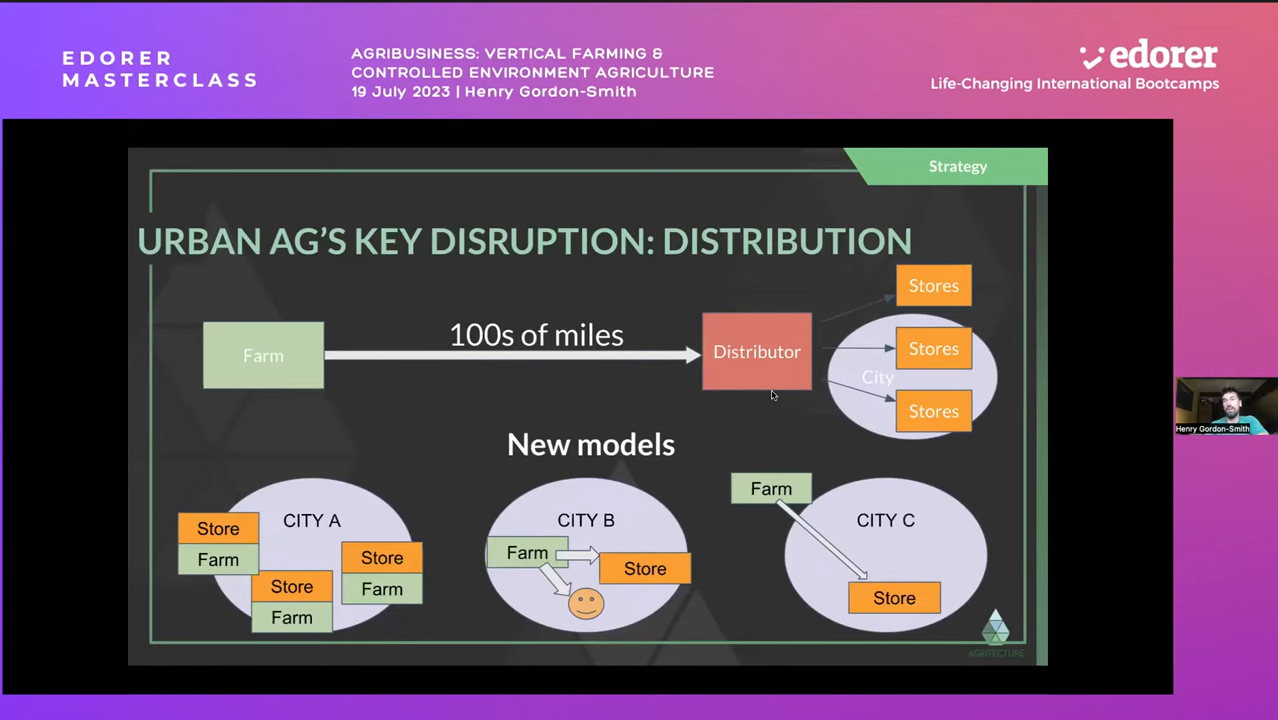 EDORER
MASTERCLASS
AGRIBUSINESS: VERTICAL FARMING &
CONTROLLED ENVIRONMENT AGRICULTURE
19 July 2023 | Henry Gordon-Smith
edorer
Life-Changing International Bootcamps
Strategy
URBAN AG'S KEY DISRUPTION: DISTRIBUTION
Farm
100s of miles
Distributor
Stores
Stores
City
Stores
New models
CITY A
Store
Farm
Store
Farm
Store
Farm
CITY B
Farm
Store
Farm
CITY C
Store
AGRITECTURE
Henry Gordon-Smith